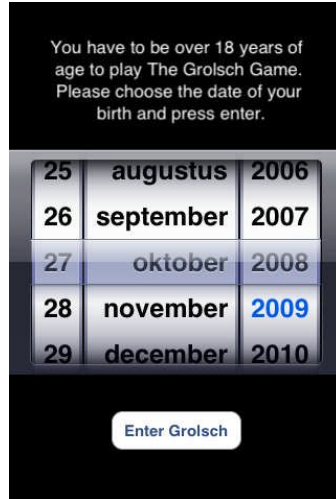 You have to be over 18 years of
age to play The Grolsch Game.
Please choose the date of your
birth and press enter.
25 augustus 2006
26 september 2007
27 oktober 2008
28 november 2009
29 december 2010
Enter Grolsch